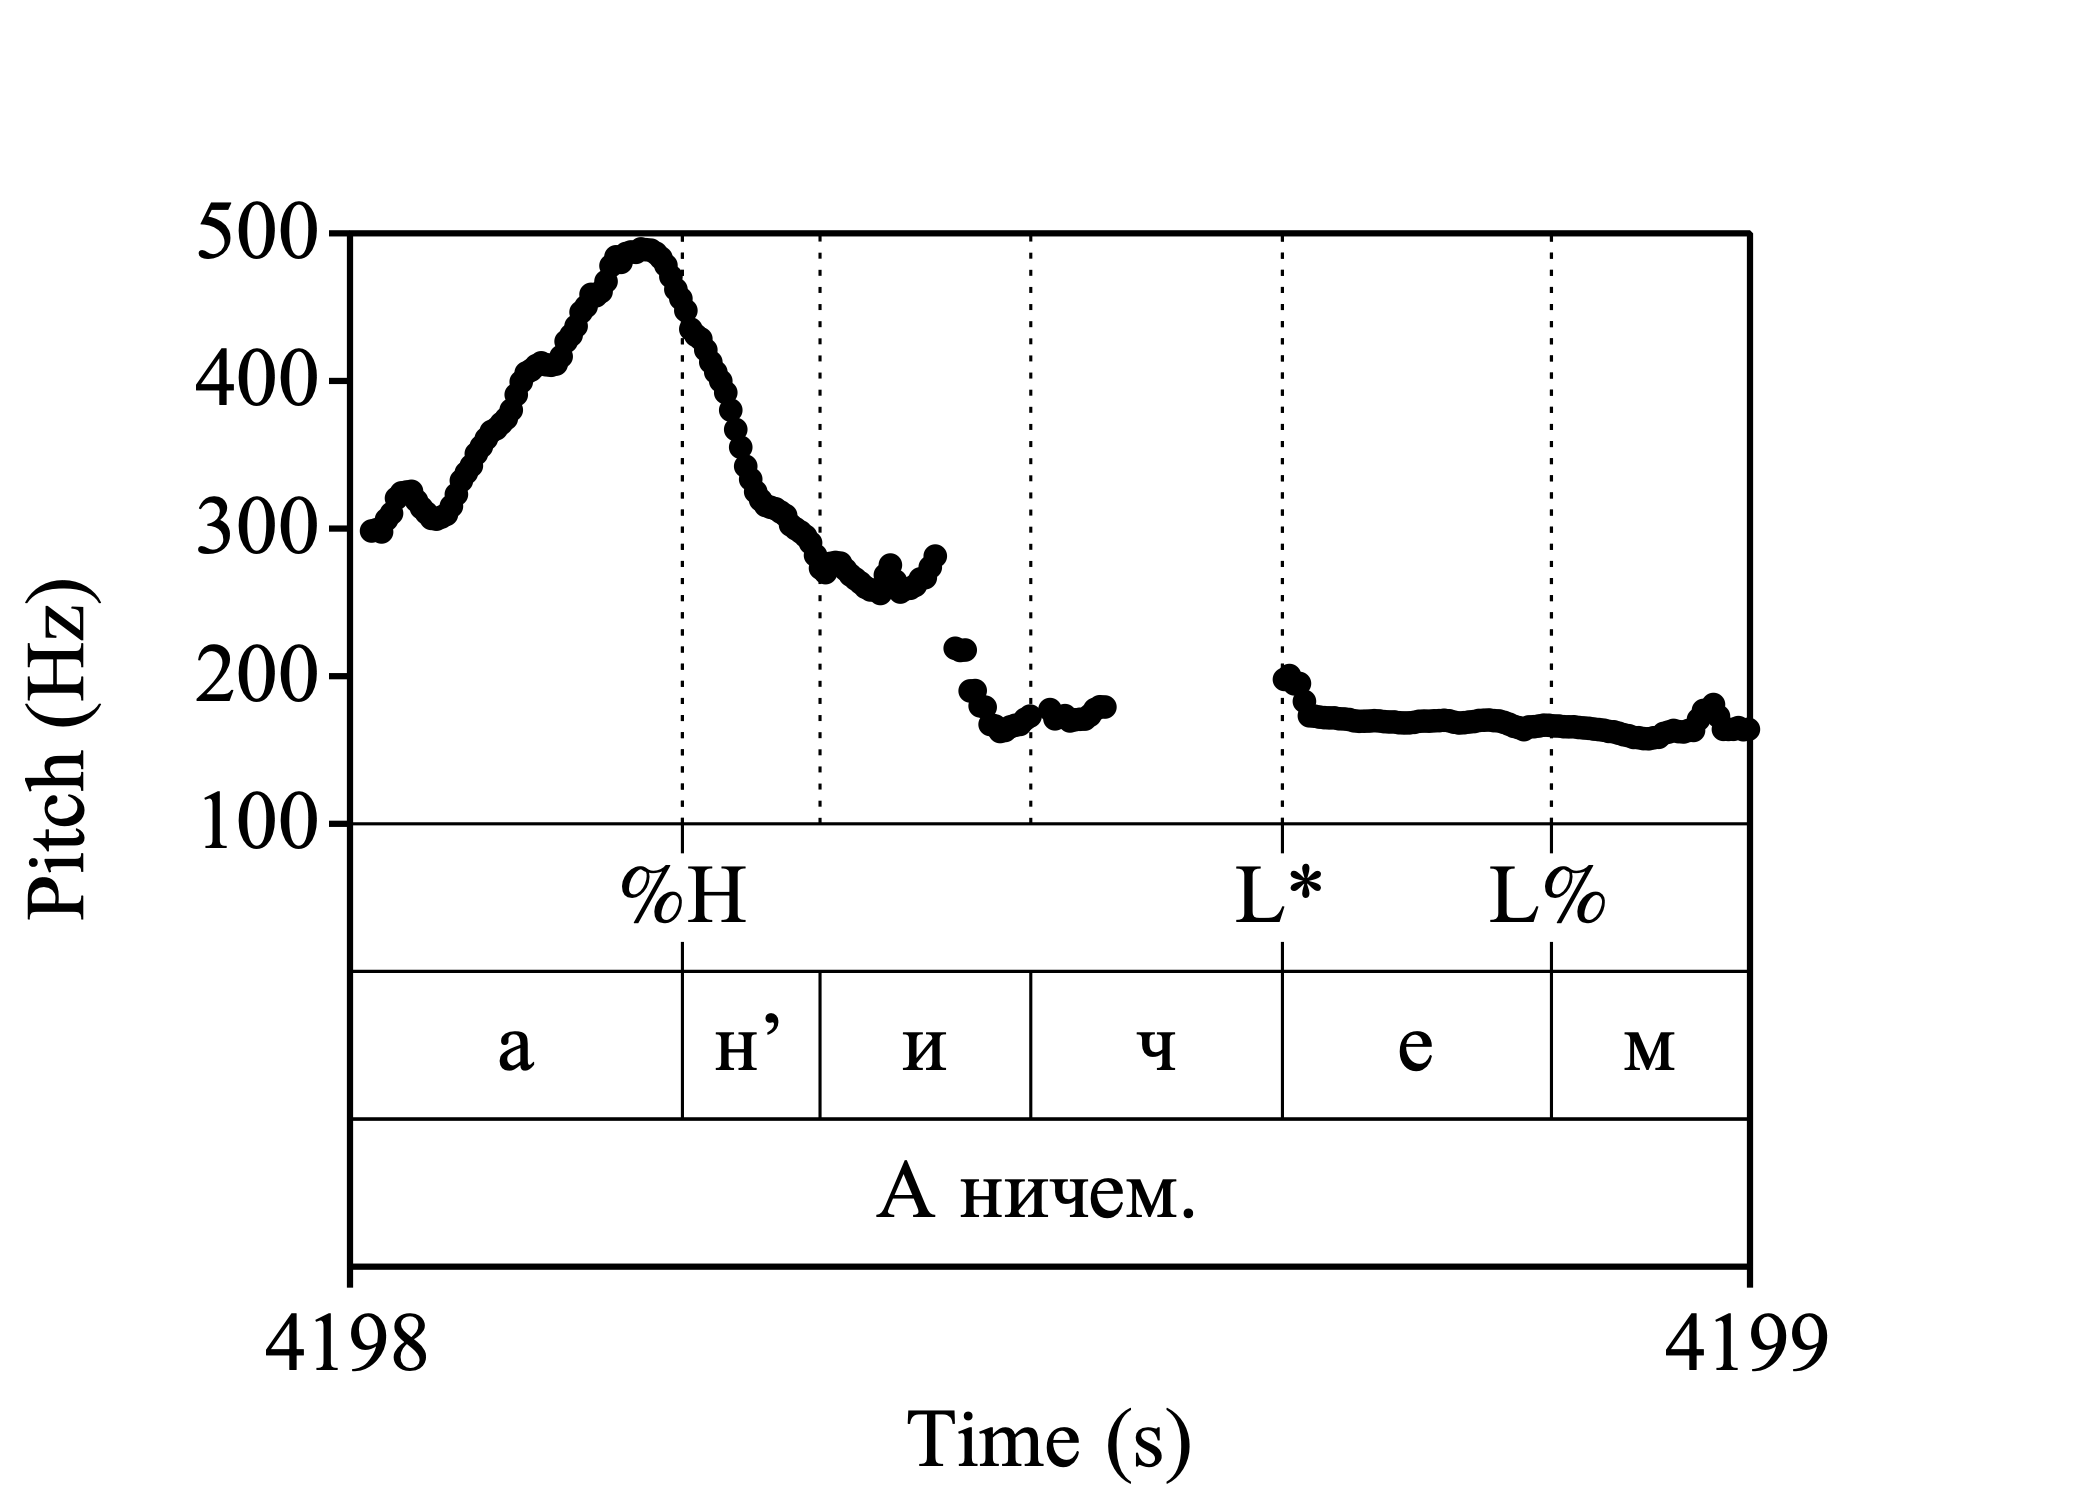 500
400
300
200
100
Pitch (Hz)
%H L* L%
а н’ и ч е м
А ничем.
4198 4199
Time (s)